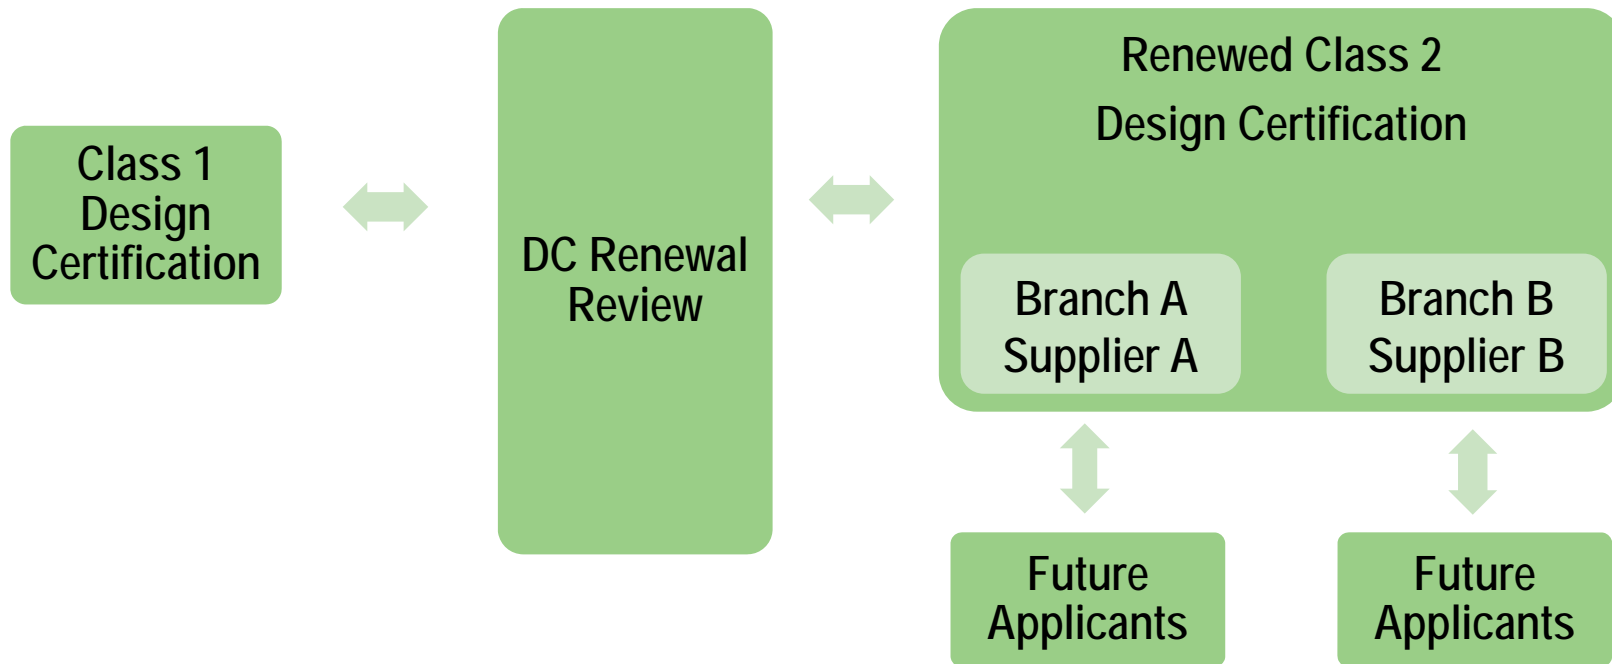 Class 1
Design
Certification
DC Renewal
Review
Renewed Class 2
Design Certification
Branch A
Supplier A
Branch B
Supplier B
Future
Applicants
Future
Applicants